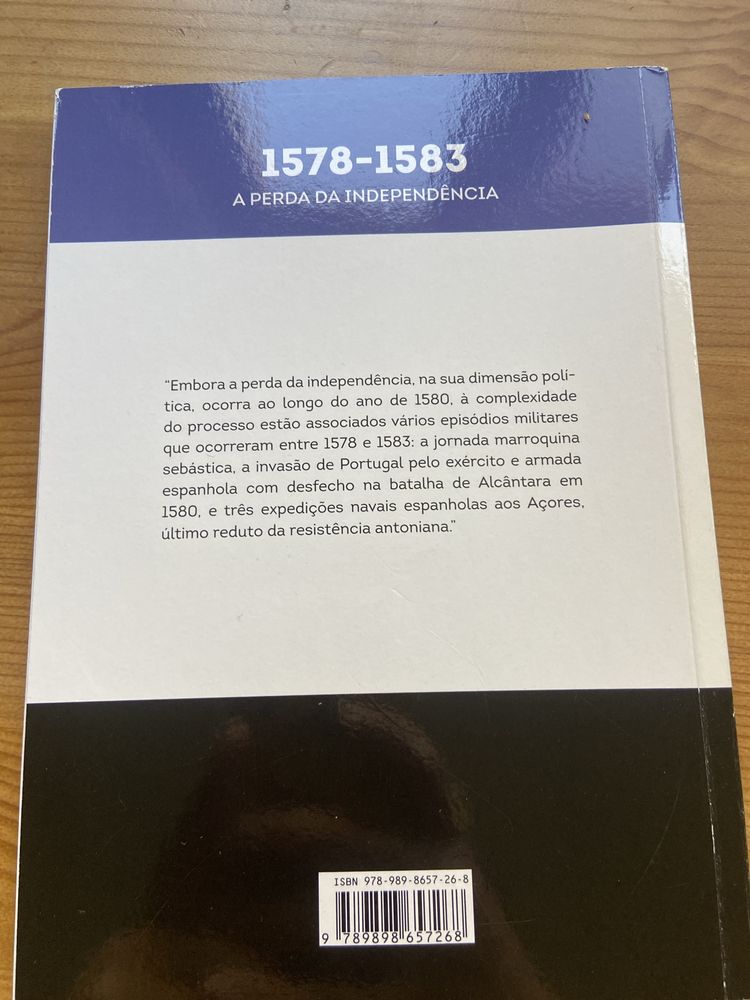 1578-1583
A PERDA DA INDEPENDÊNCIA
“Embora a perda da independência, na sua dimensão polí-
tica, ocorra ao longo do ano de 1580, à complexidade
do processo estão associados vários episódios militares
que ocorreram entre 1578 e 1583: a jornada marroquina
sebástica, a invasão de Portugal pelo exército e armada
espanhola com desfecho na batalha de Alcântara em
1580, e três expedições navais espanholas aos Açores,
último reduto da resistência antoniana.”
ISBN 978-989-8657-26-8
9 789898 657268